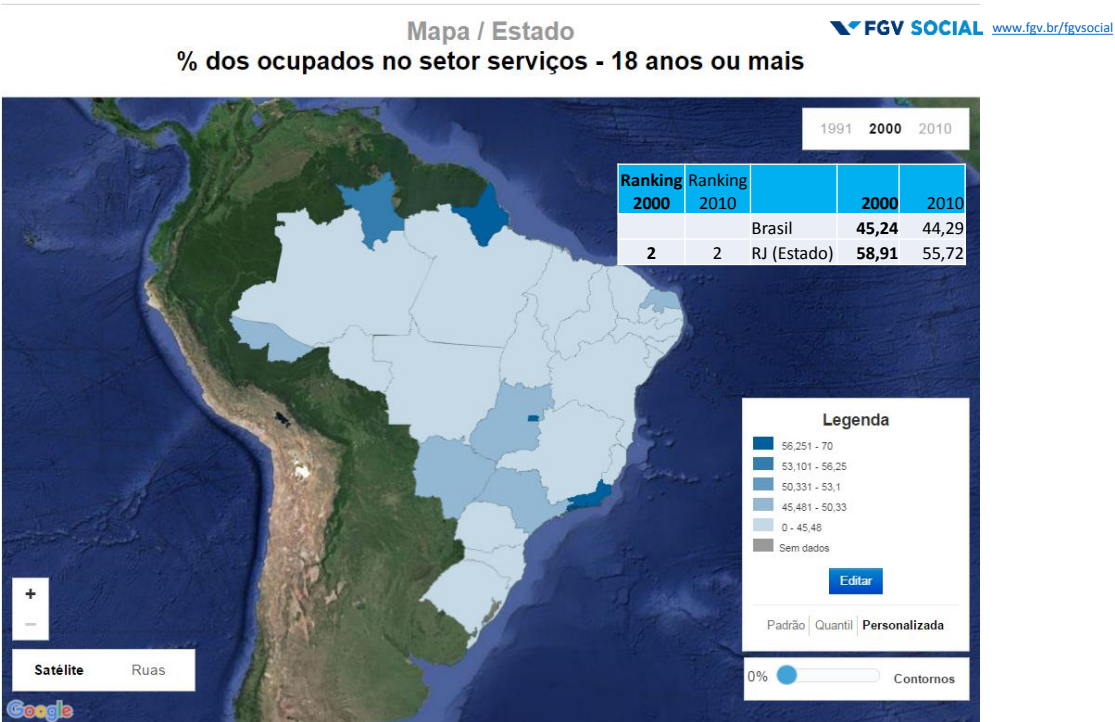 Mapa / Estado
FGV SOCIAL www.fgv.br/fgvsocial
% dos ocupados no setor serviços - 18 anos ou mais
1991 2000 2010
Ranking 2000 Ranking 2010 2000 2010
Brasil 45,24 44,29
2 2 RJ (Estado) 58,91 55,72
Legenda
56,251 - 70
53,101 - 56,25
50,331 - 53,1
45,481 - 50,33
0 - 45,48
Sem dados
Editar
Padrão Quantil Personalizada
0% Contornos
+
−
Satélite Ruas
Google